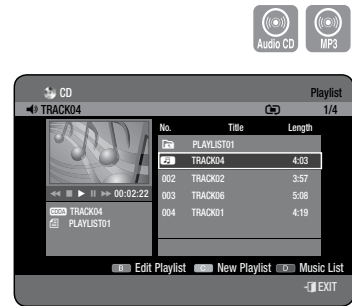 Audio CD MP3
CD Playlist
TRACK04 1/4
No. Title Length
PLAYLIST01
TRACK04 4:03
002 TRACK02 3:57
003 TRACK06 5:08
004 TRACK01 4:19
00:02:22
CDDA TRACK04
PLAYLIST01
B Edit Playlist C New Playlist D Music List
EXIT